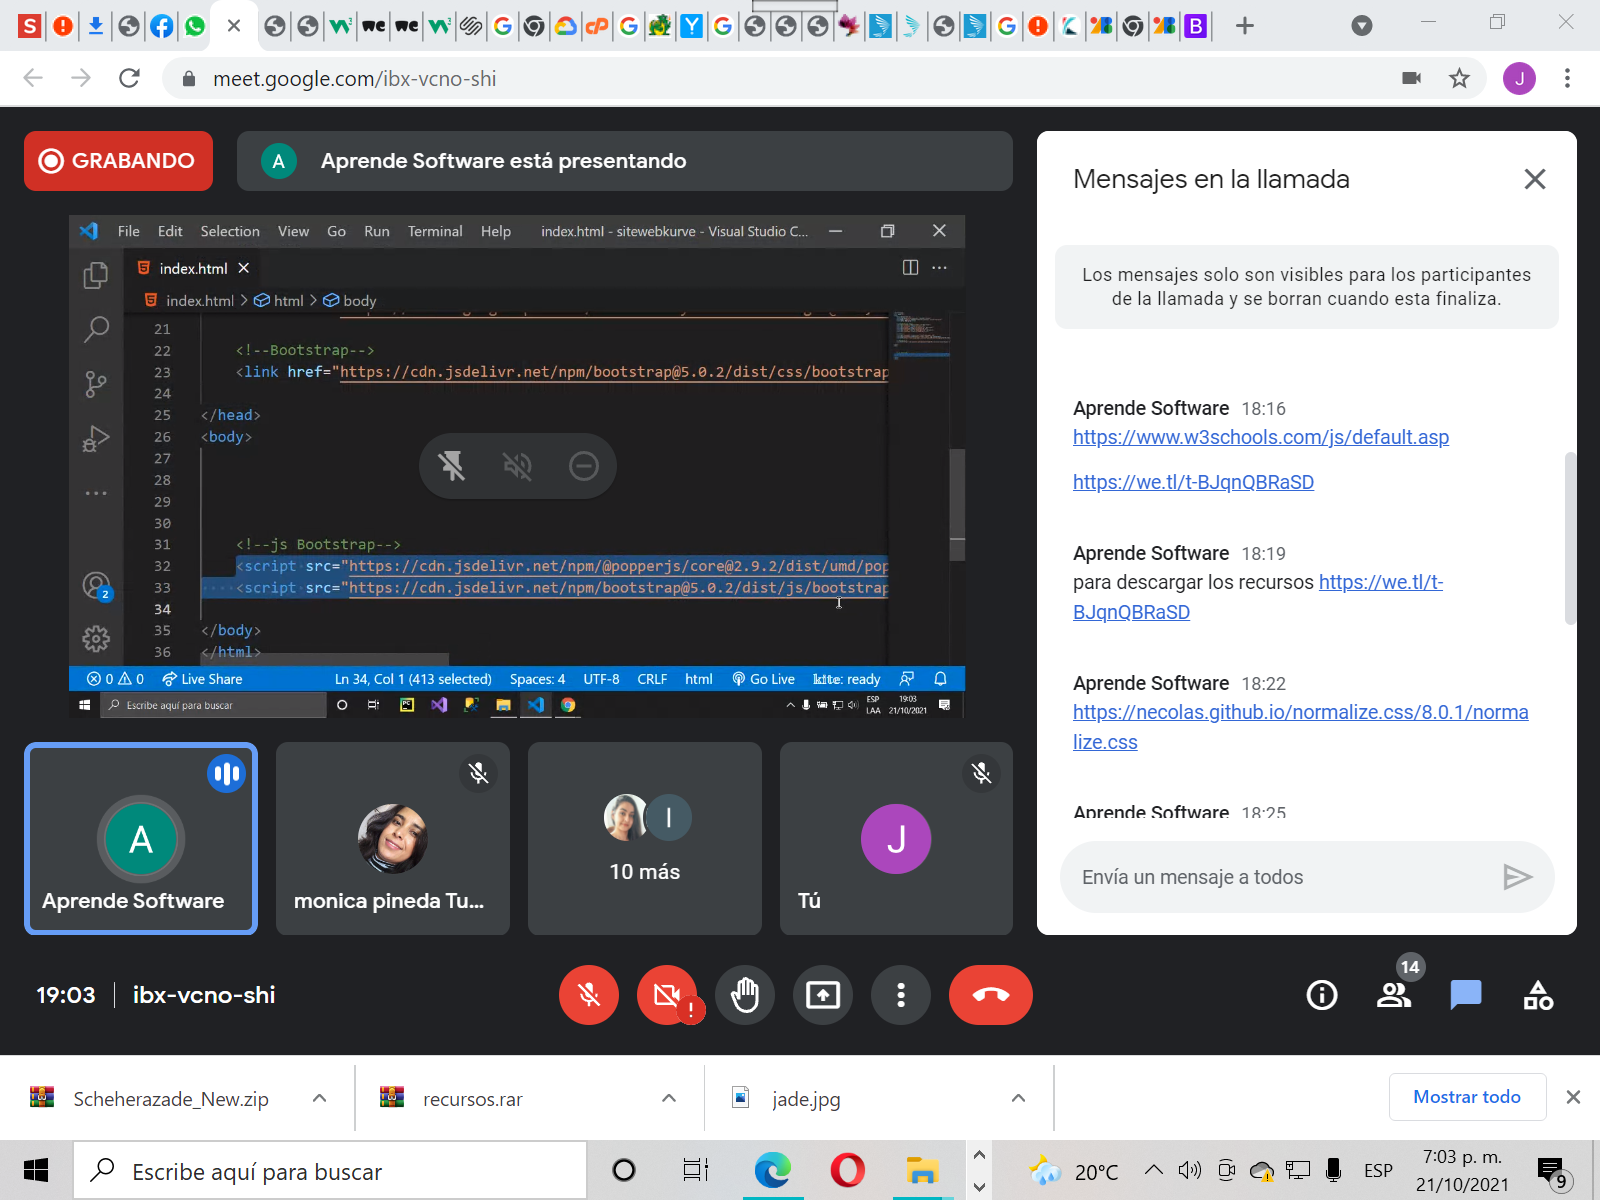 meet.google.com/ibx-vcno-shi
J
GRABANDO
A
Aprende Software está presentando
File Edit Selection View Go Run Terminal Help index.html - sitewebkurve - Visual Studio C...
index.html
index.html > html > body
21
22 <!--Bootstrap-->
23 <link href="https://cdn.jsdelivr.net/npm/bootstrap@5.0.2/dist/css/bootstrap
24
25 </head>
26 <body>
27
28
29
30
31 <!--js Bootstrap-->
32 <script src="https://cdn.jsdelivr.net/npm/@popperjs/core@2.9.2/dist/umd/pop
33 <script src="https://cdn.jsdelivr.net/npm/bootstrap@5.0.2/dist/js/bootstrap
34
35 </body>
36 </html>
2
0 0 Live Share Ln 34, Col 1 (413 selected) Spaces: 4 UTF-8 CRLF html Go Live kite: ready
Escribe aquí para buscar
ESP
LAA
19:03
21/10/2021
A
Aprende Software
monica pineda Tu...
I
10 más
J
Tú
Mensajes en la llamada
Los mensajes solo son visibles para los participantes
de la llamada y se borran cuando esta finaliza.
Aprende Software 18:16
https://www.w3schools.com/js/default.asp
https://we.tl/t-BJqnQBRaSD
Aprende Software 18:19
para descargar los recursos https://we.tl/t-
BJqnQBRaSD
Aprende Software 18:22
https://necolas.github.io/normalize.css/8.0.1/norma
lize.css
Aprende Software 18:25
Envía un mensaje a todos
19:03 | ibx-vcno-shi
14
Scheherazade_New.zip
recursos.rar
jade.jpg
Mostrar todo
Escribe aquí para buscar
20°C
ESP
7:03 p. m.
21/10/2021
9